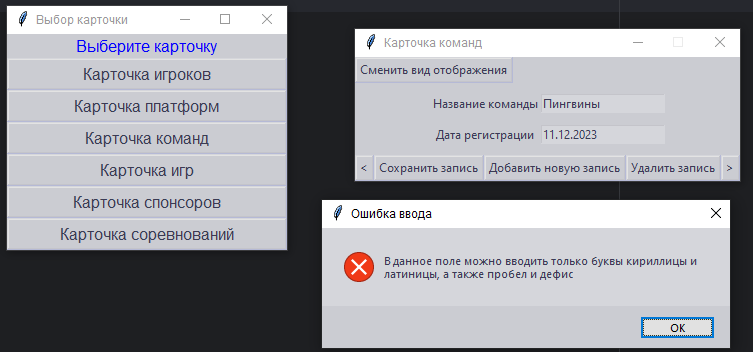 Выбор карточки
Выберите карточку
Карточка игроков
Карточка платформ
Карточка команд
Карточка игр
Карточка спонсоров
Карточка соревнований
Карточка команд
Сменить вид отображения
Название команды Пингвины
Дата регистрации 11.12.2023
< Сохранить запись Добавить новую запись Удалить запись >
Ошибка ввода
В данное поле можно вводить только буквы кириллицы и
латиницы, а также пробел и дефис
ОК